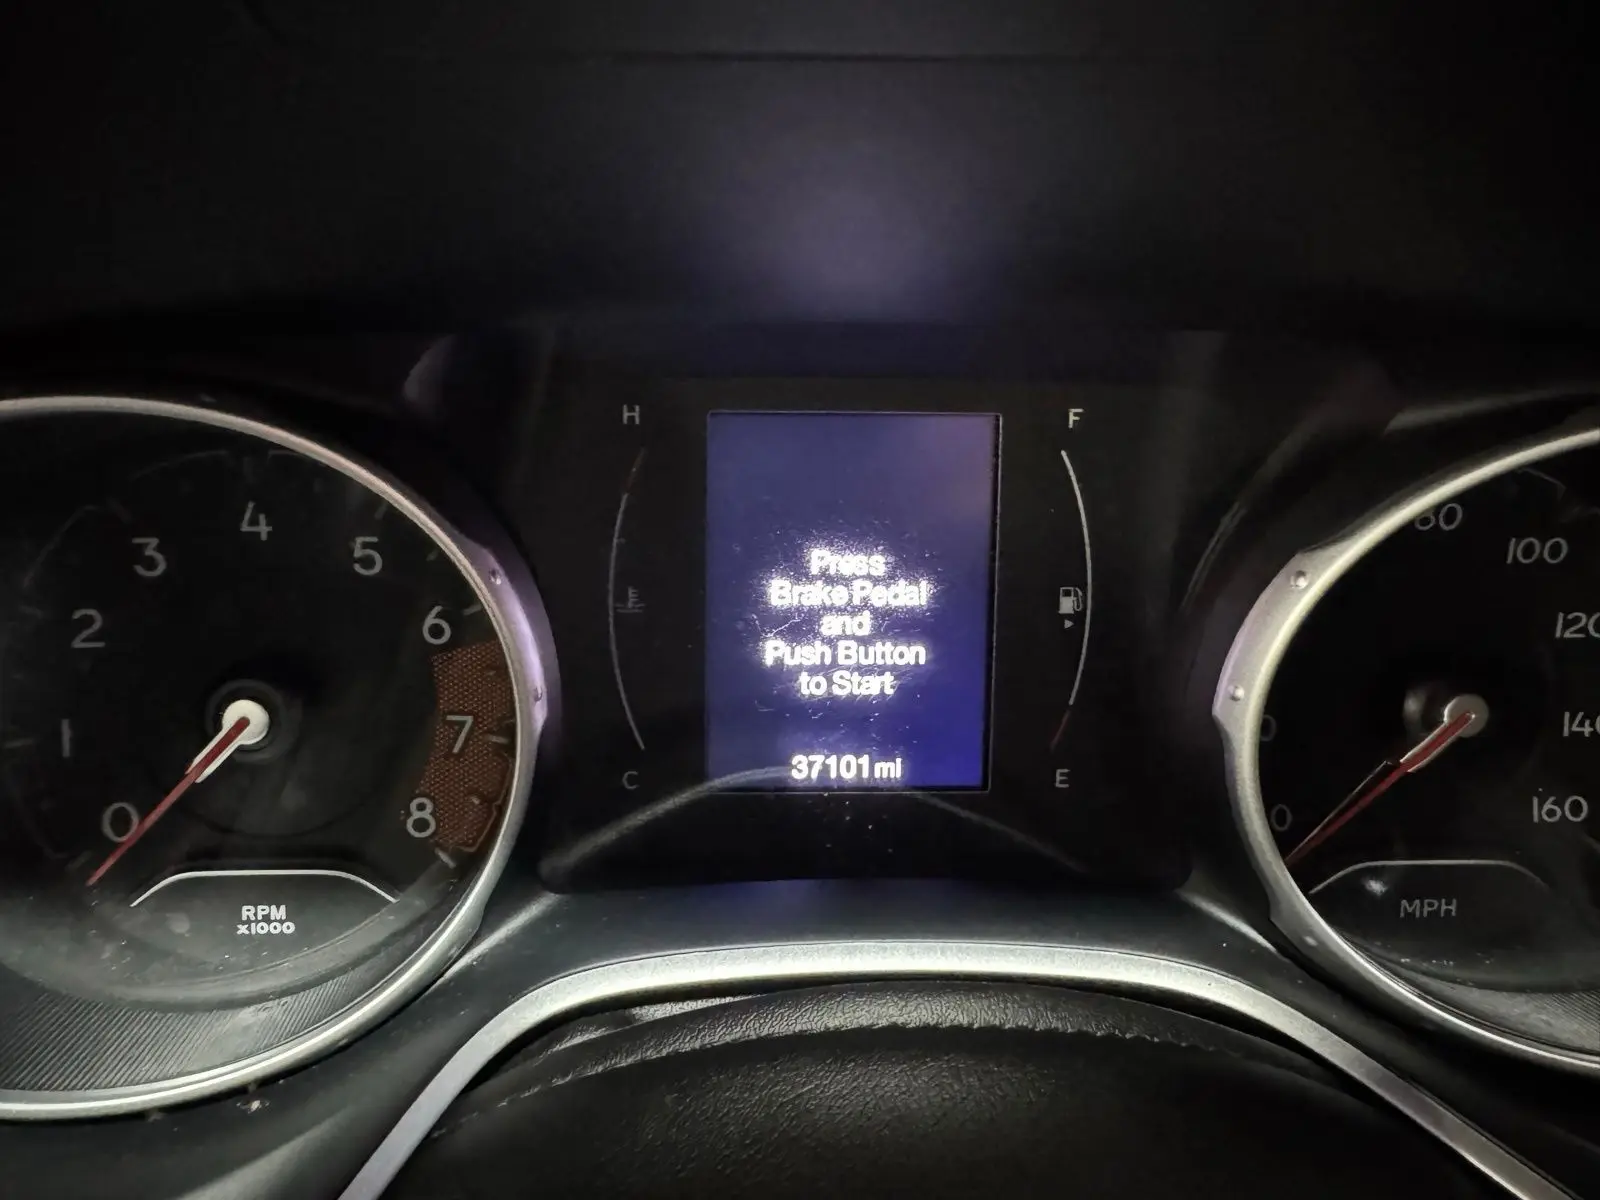 H
F
Press
Brake Pedal
and
Push Button
to Start
37101 mi
C
E
0
1
2
3
4
5
6
7
8
RPM
x1000
80
100
120
140
160
MPH